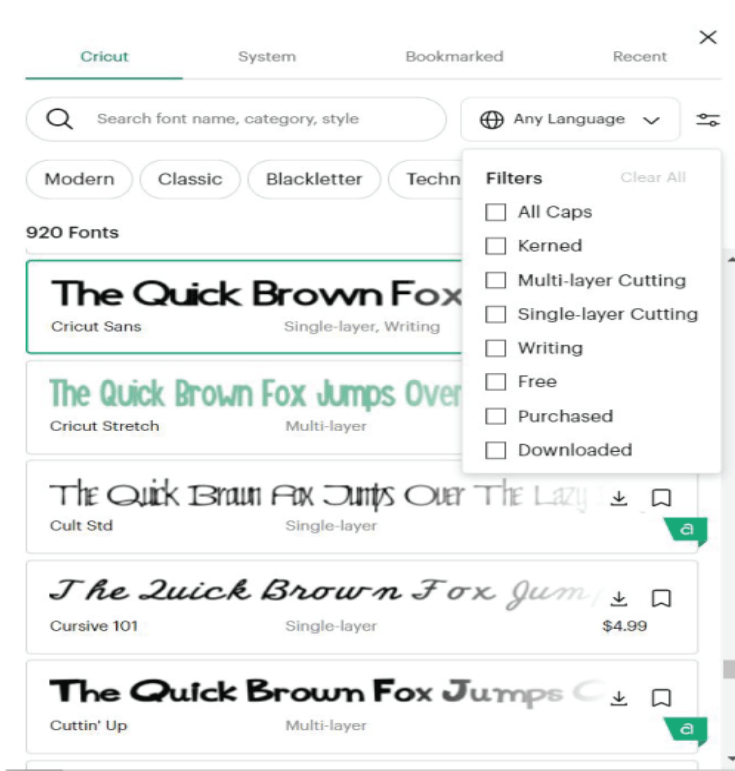 Cricut System Bookmarked Recent
Search font name, category, style
Any Language
Modern Classic Blackletter Techn
Filters Clear All
All Caps
Kerned
Multi-layer Cutting
Single-layer Cutting
Writing
Free
Purchased
Downloaded
920 Fonts
The Quick Brown Fox
Cricut Sans Single-layer, Writing
The Quick Brown Fox Jumps Over
Cricut Stretch Multi-layer
The Quick Brown Fox Jumps Over The Lazy
Cult Std Single-layer
a
The Quick Brown Fox Jum
Cursive 101 Single-layer $4.99
The Quick Brown Fox Jumps O
Cuttin' Up Multi-layer
a